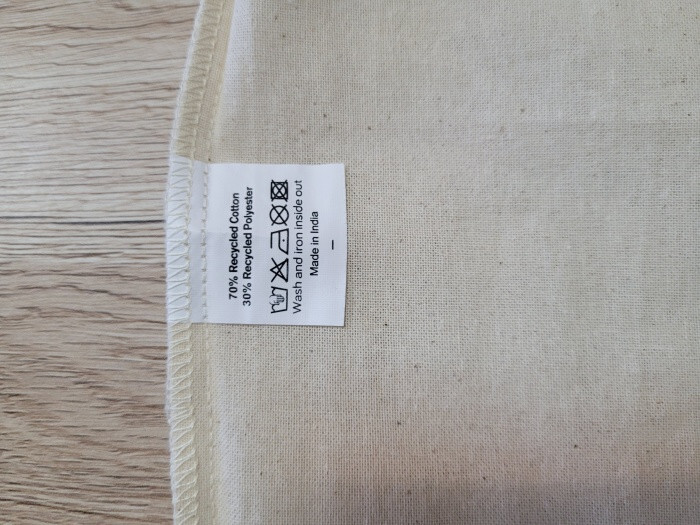 70% Recycled Cotton
30% Recycled Polyester
Wash and iron inside out
Made in India